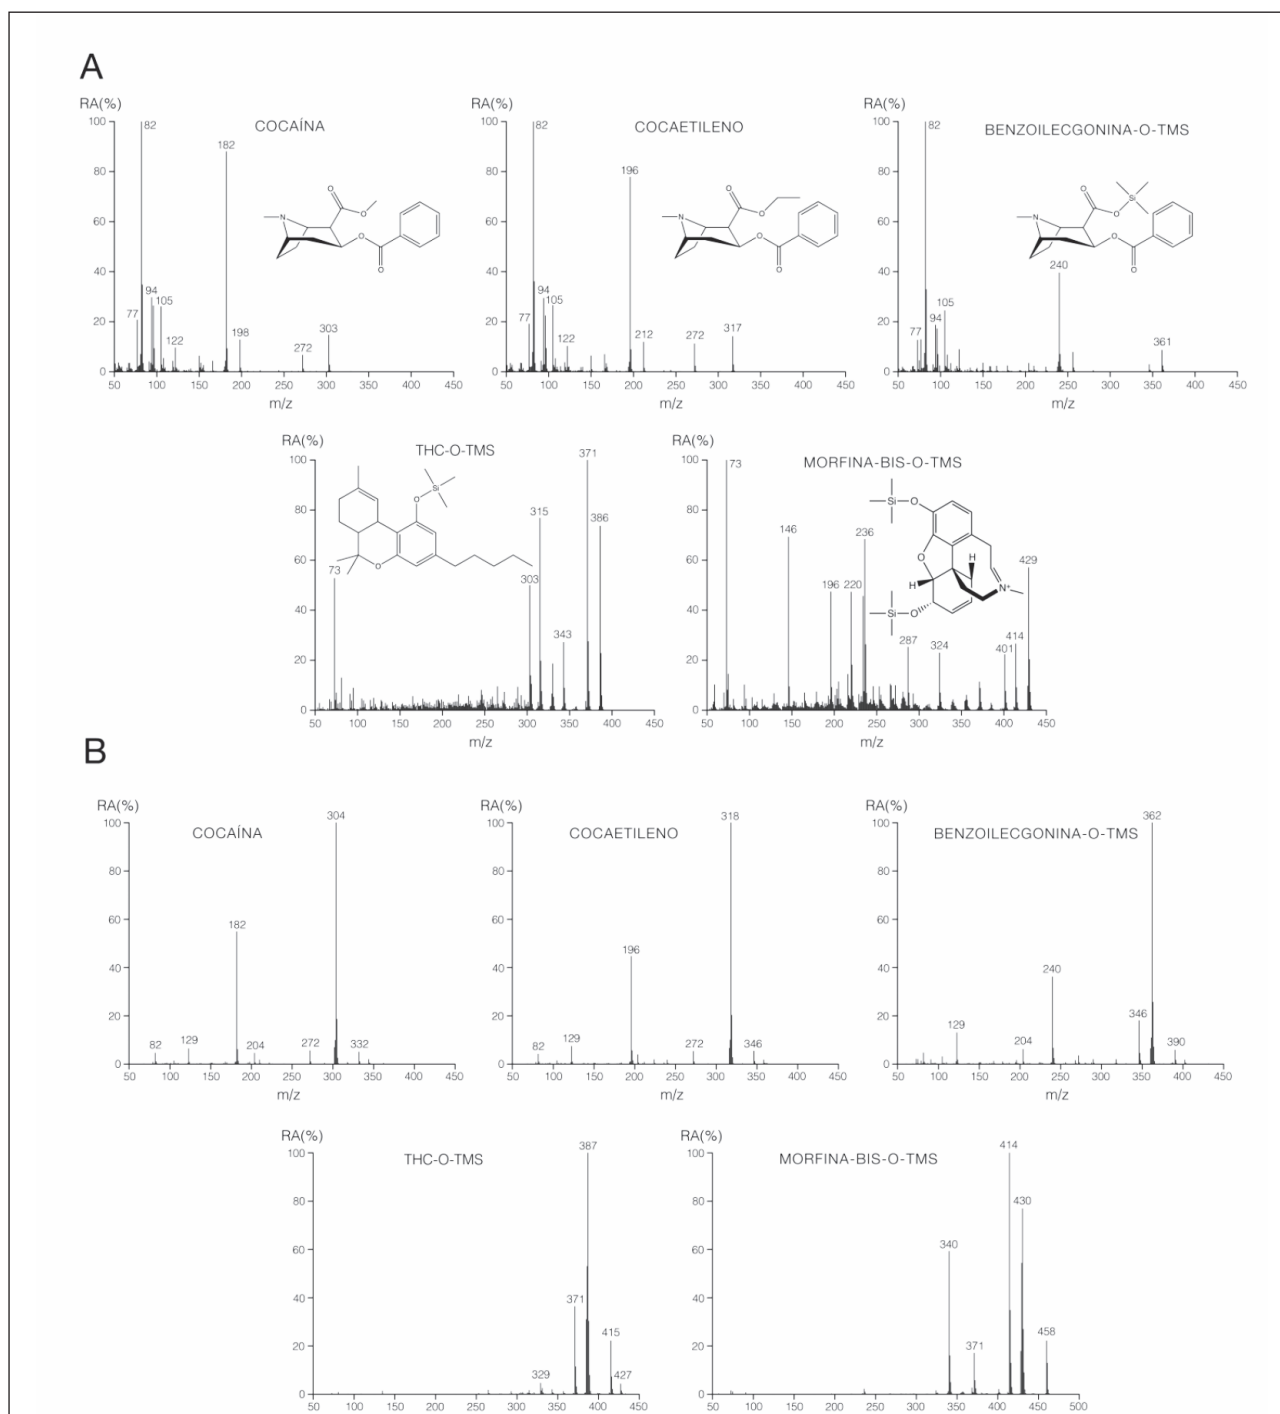 A
RA(%)
COCAÍNA
100
80
60
40
20
0
82
182
94
105
77
122
198
272
303
N
O
O
O
O
50 100 150 200 250 300 350 400 450
m/z
RA(%)
COCAETILENO
100
80
60
40
20
0
82
196
94
105
77
122
212
272
317
N
O
O
O
O
50 100 150 200 250 300 350 400 450
m/z
RA(%)
BENZOILECGONINA-O-TMS
100
80
60
40
20
0
82
240
105
94
77
361
N
O
O
Si
O
O
50 100 150 200 250 300 350 400 450
m/z
RA(%)
THC-O-TMS
100
80
60
40
20
0
371
315
386
73
303
343
Si
O
O
50 100 150 200 250 300 350 400 450
m/z
RA(%)
MORFINA-BIS-O-TMS
100
80
60
40
20
0
73
146
236
196 220
287
324
401
414
429
Si O
O
H
H
N+
Si O
50 100 150 200 250 300 350 400 450
m/z
B
RA(%)
COCAÍNA
100
80
60
40
20
0
304
182
82
129
204
272
332
50 100 150 200 250 300 350 400 450
m/z
RA(%)
COCAETILENO
100
80
60
40
20
0
318
196
82
129
272
346
50 100 150 200 250 300 350 400 450
m/z
RA(%)
BENZOILECGONINA-O-TMS
100
80
60
40
20
0
362
240
129
204
346
390
50 100 150 200 250 300 350 400 450
m/z
RA(%)
THC-O-TMS
100
80
60
40
20
0
387
371
415
329
427
50 100 150 200 250 300 350 400 450
RA(%)
MORFINA-BIS-O-TMS
100
80
60
40
20
0
414
430
340
371
458
50 100 150 200 250 300 350 400 450 500